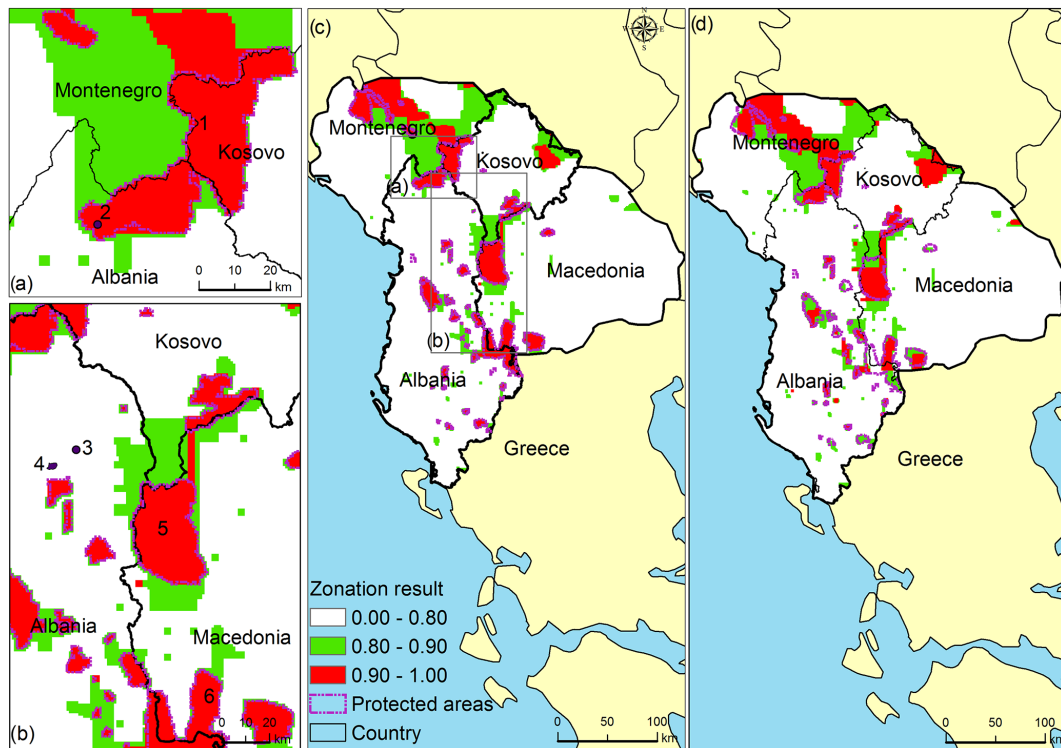 (a)
Montenegro
1
Kosovo
2
Albania
0 10 20
km
(b)
Kosovo
3
4
5
Albania
Macedonia
6
0 10 20
km
(c)
N
W E
S
Montenegro
Kosovo
(a)
Macedonia
(b)
Albania
Greece
Zonation result
0.00 - 0.80
0.80 - 0.90
0.90 - 1.00
Protected areas
Country
0 50 100
km
(d)
Montenegro
Kosovo
Macedonia
Albania
Greece
0 50 100
km